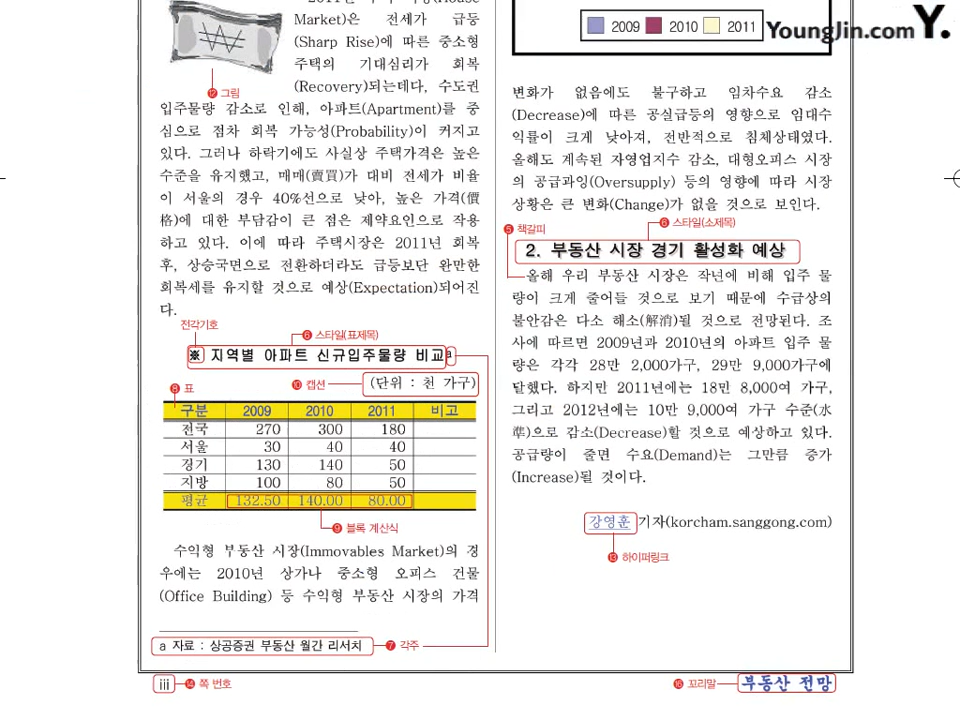 Market)은 전세가 급등
(Sharp Rise)에 따른 중소형
주택의 기대심리가 회복
(Recovery)되는데다, 수도권
⑫ 그림
입주물량 감소로 인해, 아파트(Apartment)를 중
심으로 점차 회복 가능성(Probability)이 커지고
있다. 그러나 하락기에도 사실상 주택가격은 높은
수준을 유지했고, 매매(賣買)가 대비 전세가 비율
이 서울의 경우 40%선으로 낮아, 높은 가격(價
格)에 대한 부담감이 큰 점은 제약요인으로 작용
하고 있다. 이에 따라 주택시장은 2011년 회복
후, 상승국면으로 전환하더라도 급등보단 완만한
회복세를 유지할 것으로 예상(Expectation)되어진
다.
전각기호
⑥ 스타일(표제목)
※ 지역별 아파트 신규입주물량 비교a
⑧ 표
⑩ 캡션
(단위 : 천 가구)
구분 2009 2010 2011 비고
전국 270 300 180
서울 30 40 40
경기 130 140 50
지방 100 80 50
평균 132.50 140.00 80.00
⑨ 블록 계산식
수익형 부동산 시장(Immovables Market)의 경
우에는 2010년 상가나 중소형 오피스 건물
(Office Building) 등 수익형 부동산 시장의 가격
a 자료 : 상공증권 부동산 월간 리서치
⑦ 각주
iii
⑭ 쪽 번호
2009 2010 2011
YoungJin.com Y.
변화가 없음에도 불구하고 임차수요 감소
(Decrease)에 따른 공실급등의 영향으로 임대수
익률이 크게 낮아져, 전반적으로 침체상태였다.
올해도 계속된 자영업지수 감소, 대형오피스 시장
의 공급과잉(Oversupply) 등의 영향에 따라 시장
상황은 큰 변화(Change)가 없을 것으로 보인다.
⑤ 책갈피
⑥ 스타일(소제목)
2. 부동산 시장 경기 활성화 예상
올해 우리 부동산 시장은 작년에 비해 입주 물
량이 크게 줄어들 것으로 보기 때문에 수급상의
불안감은 다소 해소(解消)될 것으로 전망된다. 조
사에 따르면 2009년과 2010년의 아파트 입주 물
량은 각각 28만 2,000가구, 29만 9,000가구에
달했다. 하지만 2011년에는 18만 8,000여 가구,
그리고 2012년에는 10만 9,000여 가구 수준(水
準)으로 감소(Decrease)할 것으로 예상하고 있다.
공급량이 줄면 수요(Demand)는 그만큼 증가
(Increase)될 것이다.
강영훈 기자(korcham.sanggong.com)
⑬ 하이퍼링크
⑯ 꼬리말
부동산 전망